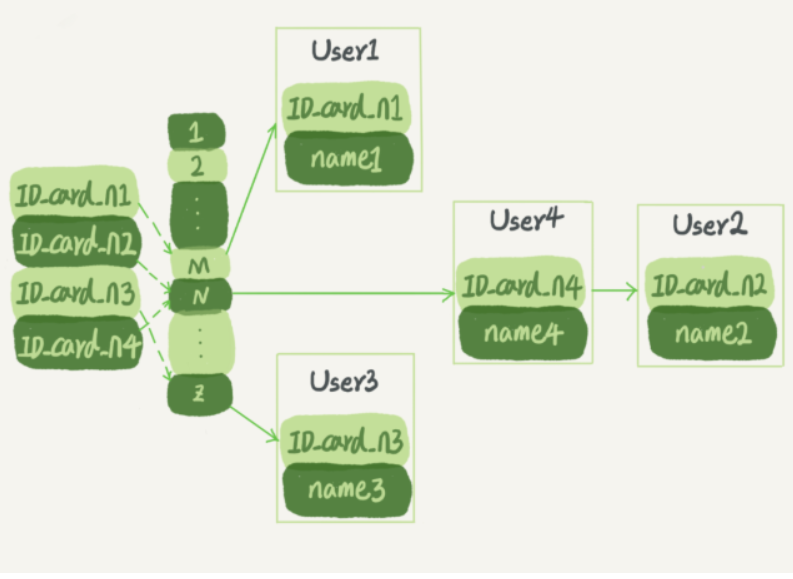 User1
ID_card_n1
name1
1
2
ID_card_n1
ID_card_n2
ID_card_n3
ID_card_n4
M
N
Z
User4
ID_card_n4
name4
User2
ID_card_n2
name2
User3
ID_card_n3
name3